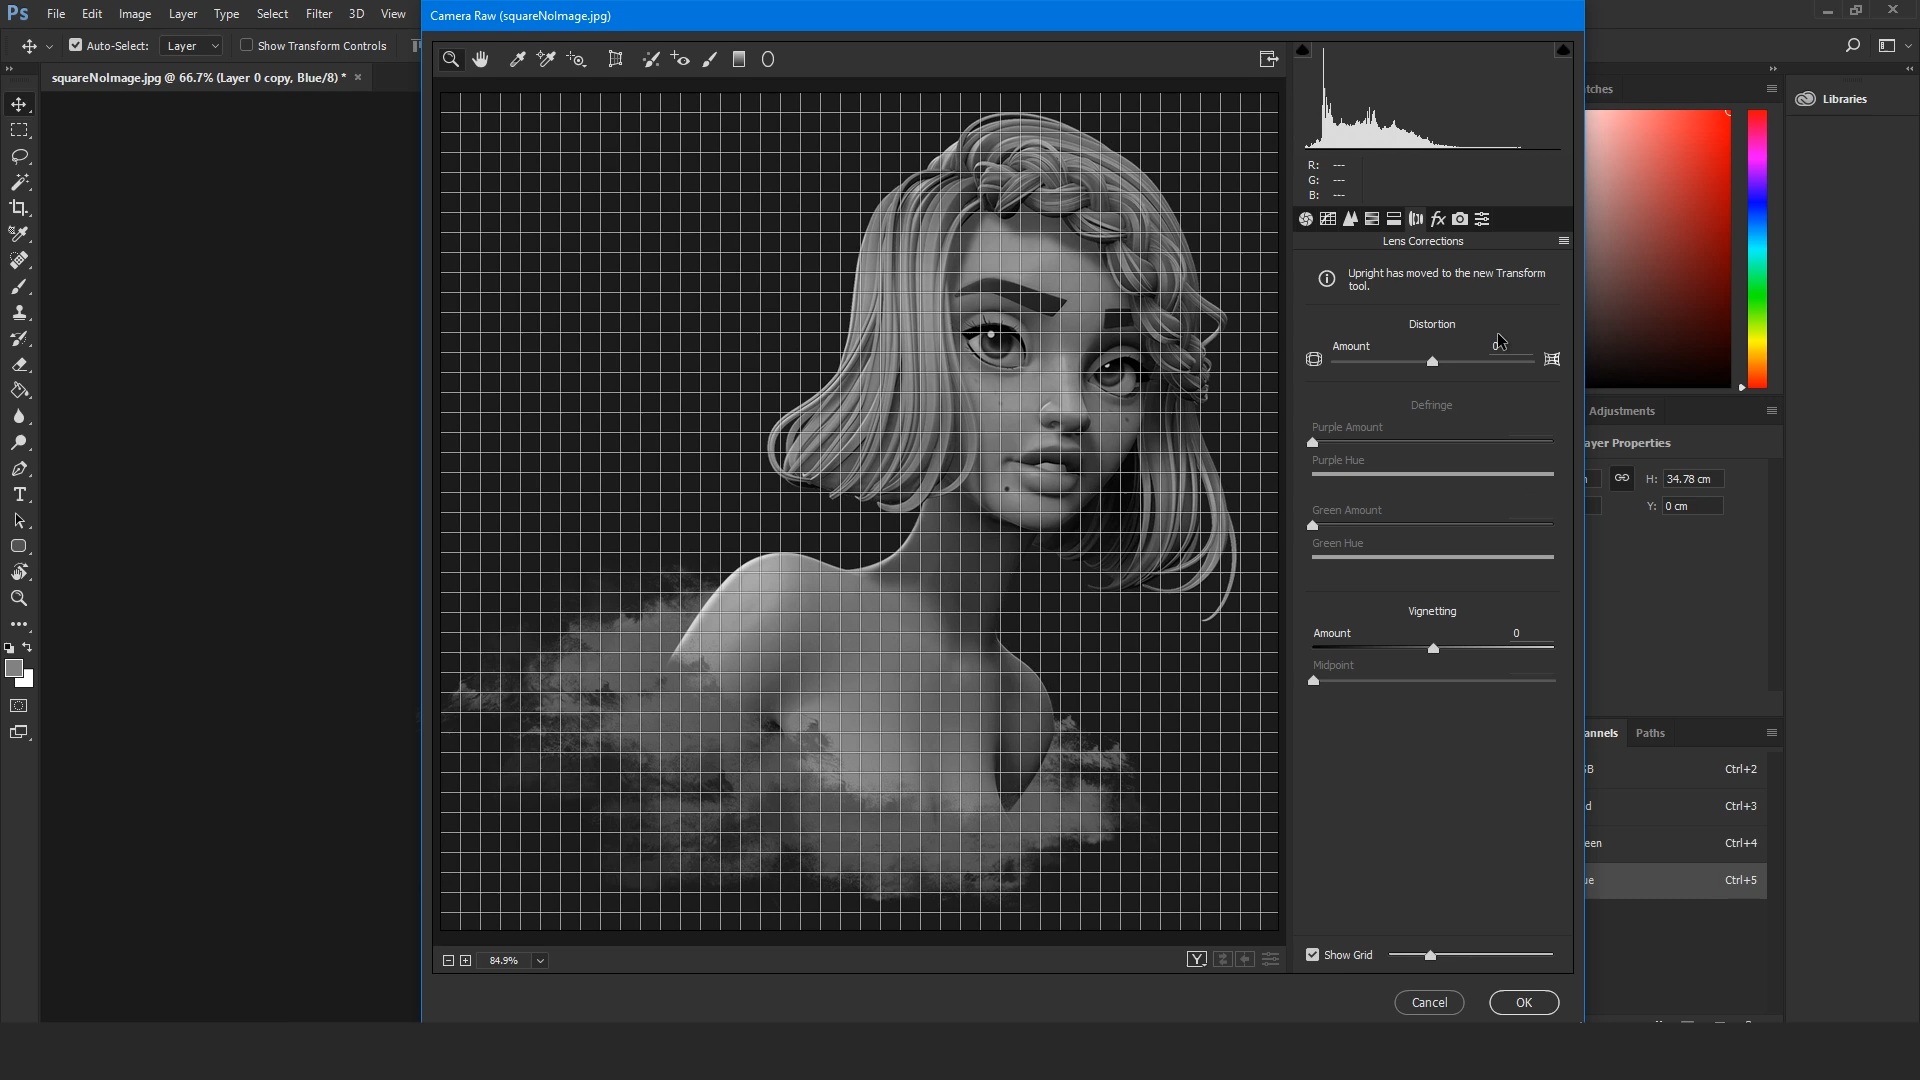 Ps File Edit Image Layer Type Select Filter 3D View
Camera Raw (squareNoImage.jpg)
Auto-Select: Layer Show Transform Controls
squareNoImage.jpg @ 66.7% (Layer 0 copy, Blue/8) * ×
R: ---
G: ---
B: ---
fx
Lens Corrections
Upright has moved to the new Transform
tool.
Distortion
Amount 0
Defringe
Purple Amount
Purple Hue
Green Amount
Green Hue
Vignetting
Amount 0
Midpoint
Show Grid
84.9%
Y
Cancel OK
tches
Libraries
Adjustments
ayer Properties
H: 34.78 cm
Y: 0 cm
annels Paths
GB Ctrl+2
d Ctrl+3
een Ctrl+4
ue Ctrl+5
T